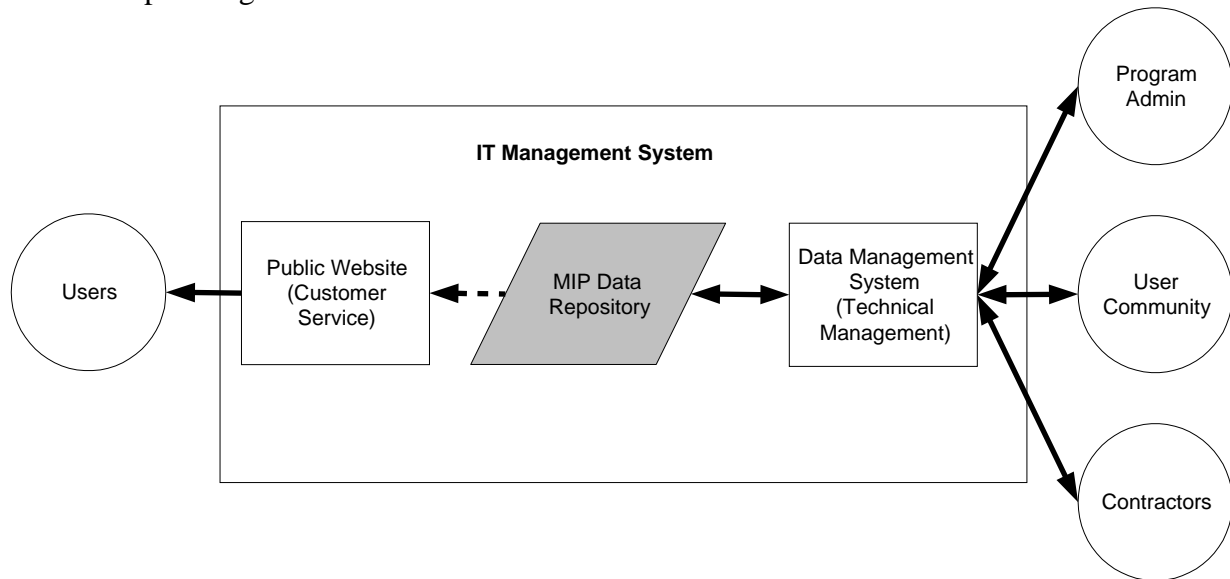 IT Management System
Users
Public Website
(Customer
Service)
MIP Data
Repository
Data Management
System
(Technical
Management)
Program
Admin
User
Community
Contractors